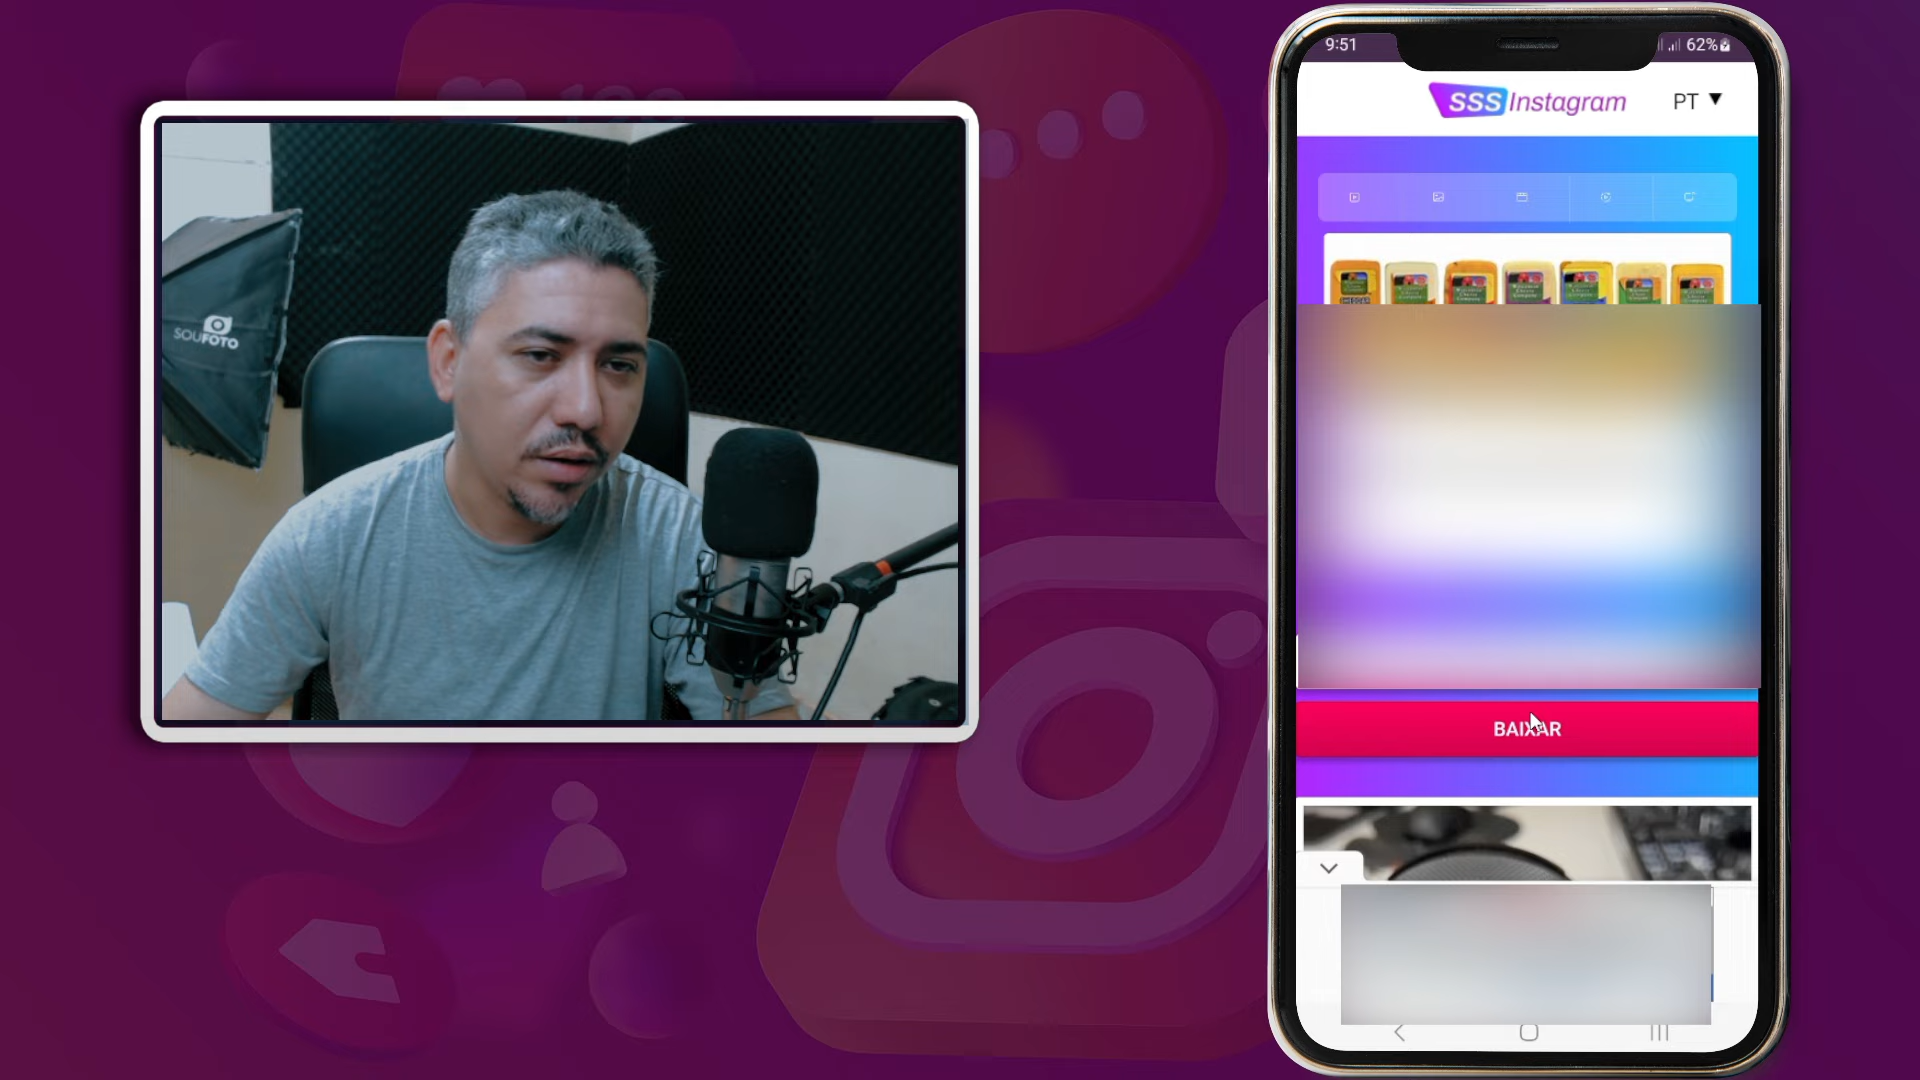 SOUFOTO
9:51
62%
SSS Instagram
PT
BAIXAR